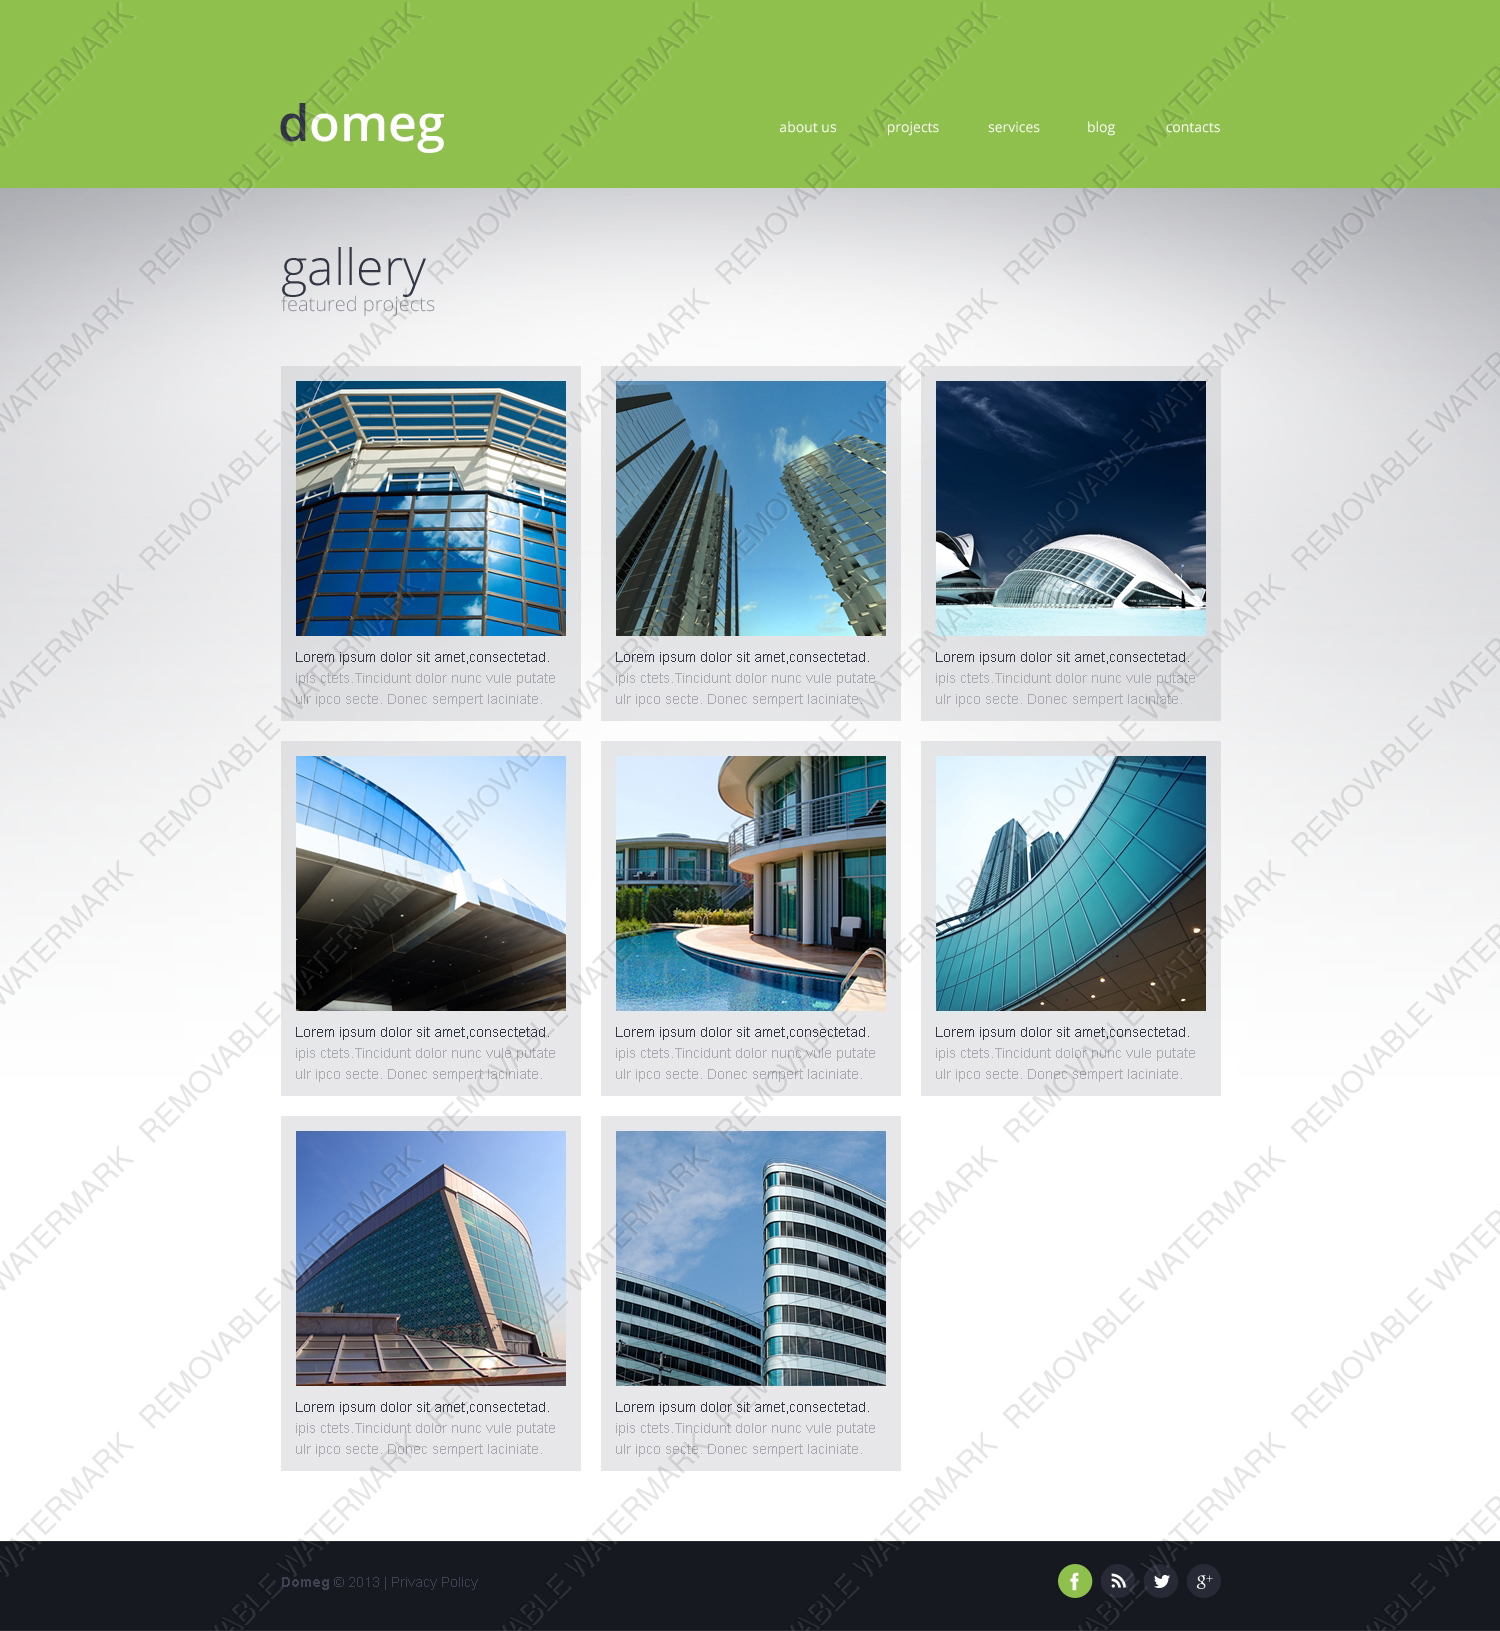 domeg
about us projects services blog contacts
gallery
featured projects
Lorem ipsum dolor sit amet,consectetad.
ipis ctets.Tincidunt dolor nunc vule putate
ulr ipco secte. Donec sempert laciniate.
Lorem ipsum dolor sit amet,consectetad.
ipis ctets.Tincidunt dolor nunc vule putate
ulr ipco secte. Donec sempert laciniate.
Lorem ipsum dolor sit amet,consectetad.
ipis ctets.Tincidunt dolor nunc vule putate
ulr ipco secte. Donec sempert laciniate.
Lorem ipsum dolor sit amet,consectetad.
ipis ctets.Tincidunt dolor nunc vule putate
ulr ipco secte. Donec sempert laciniate.
Lorem ipsum dolor sit amet,consectetad.
ipis ctets.Tincidunt dolor nunc vule putate
ulr ipco secte. Donec sempert laciniate.
Lorem ipsum dolor sit amet,consectetad.
ipis ctets.Tincidunt dolor nunc vule putate
ulr ipco secte. Donec sempert laciniate.
Lorem ipsum dolor sit amet,consectetad.
ipis ctets.Tincidunt dolor nunc vule putate
ulr ipco secte. Donec sempert laciniate.
Lorem ipsum dolor sit amet,consectetad.
ipis ctets.Tincidunt dolor nunc vule putate
ulr ipco secte. Donec sempert laciniate.
Domeg © 2013 | Privacy Policy
f g+
REMOVABLE WATERMARK